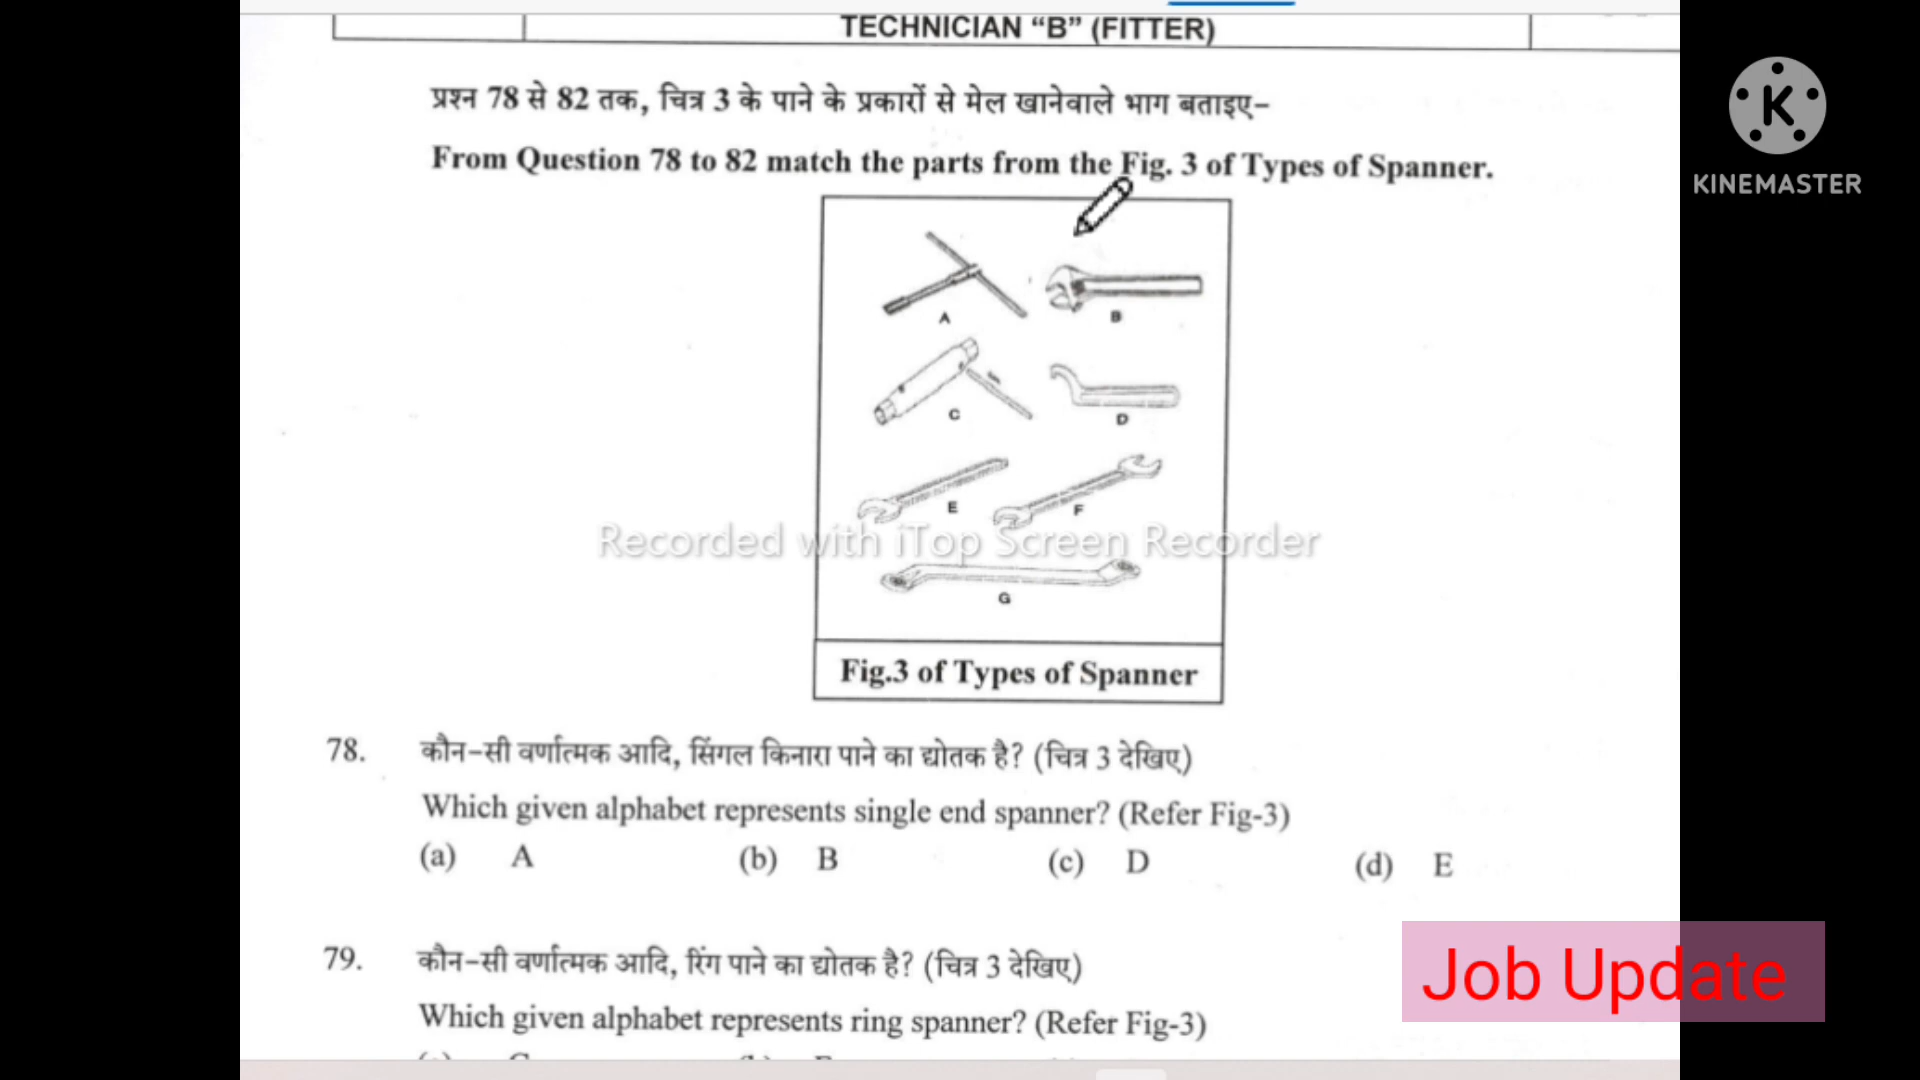 TECHNICIAN “B” (FITTER)
KINEMASTER
प्रश्न 78 से 82 तक, चित्र 3 के पाने के प्रकारों से मेल खानेवाले भाग बताइए–
From Question 78 to 82 match the parts from the Fig. 3 of Types of Spanner.
A
B
C
D
E
F
Recorded with iTop Screen Recorder
G
Fig.3 of Types of Spanner
78. कौन–सी वर्णात्मक आदि, सिंगल किनारा पाने का द्योतक है? (चित्र 3 देखिए)
Which given alphabet represents single end spanner? (Refer Fig-3)
(a) A (b) B (c) D (d) E
79. कौन–सी वर्णात्मक आदि, रिंग पाने का द्योतक है? (चित्र 3 देखिए)
Which given alphabet represents ring spanner? (Refer Fig-3)
Job Update